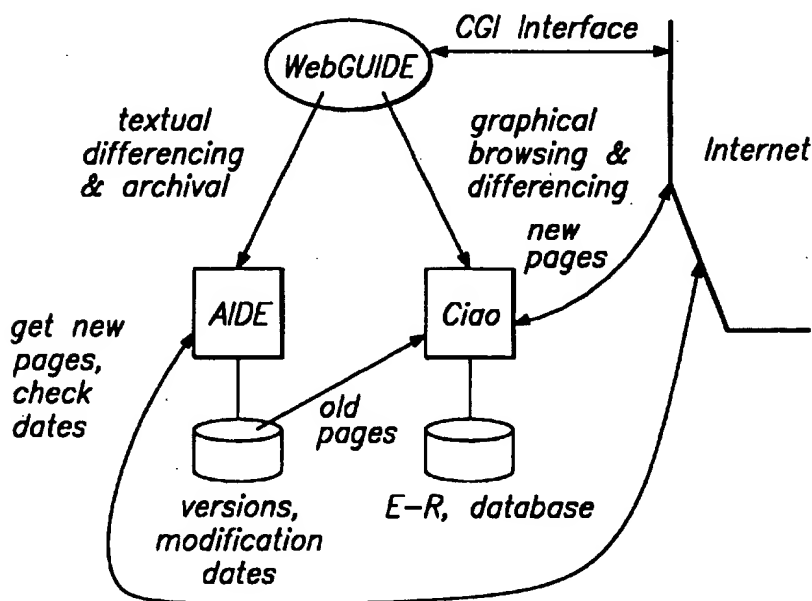 CGI Interface
WebGUIDE
textual
differencing
& archival
graphical
browsing &
differencing
Internet
new
pages
AIDE
Ciao
get new
pages,
check
dates
old
pages
versions,
modification
dates
E-R, database